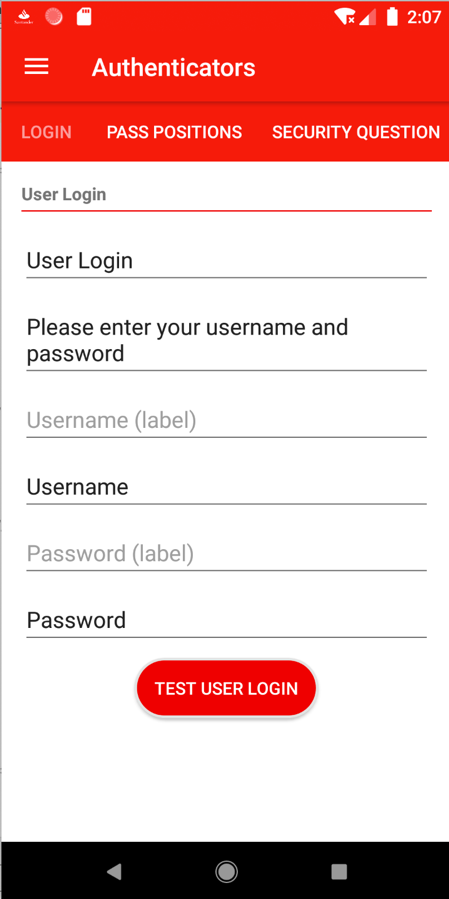 2:07
Authenticators
LOGIN PASS POSITIONS SECURITY QUESTION
User Login
User Login
Please enter your username and
password
Username (label)
Username
Password (label)
Password
TEST USER LOGIN